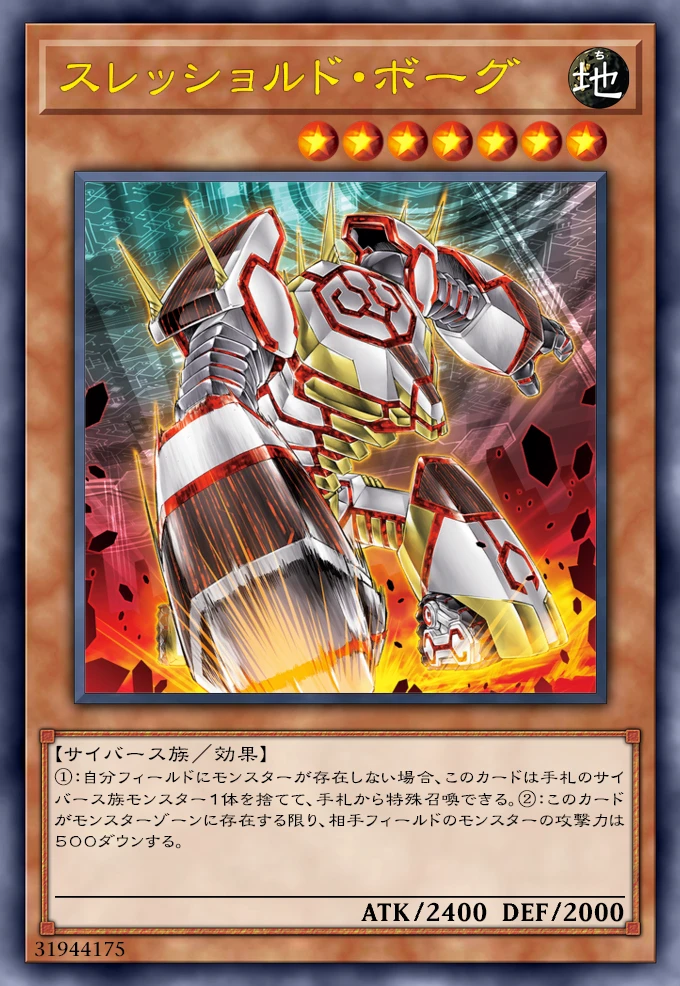 スレッショルド・ボーグ
地
ち
【サイバース族／効果】
①：自分フィールドにモンスターが存在しない場合、このカードは手札のサイ
バース族モンスター１体を捨てて、手札から特殊召喚できる。②：このカード
がモンスターゾーンに存在する限り、相手フィールドのモンスターの攻撃力は
５００ダウンする。
ATK/2400 DEF/2000
31944175